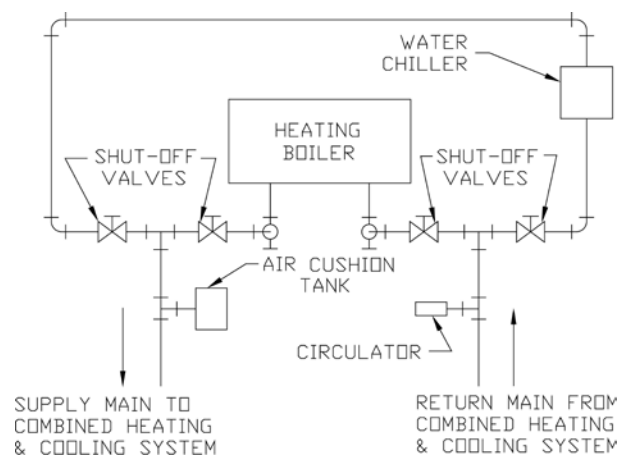 WATER
CHILLER
HEATING
BOILER
SHUT-OFF
VALVES
SHUT-OFF
VALVES
AIR CUSHION
TANK
CIRCULATOR
SUPPLY MAIN TO
COMBINED HEATING
& COOLING SYSTEM
RETURN MAIN FROM
COMBINED HEATING
& COOLING SYSTEM